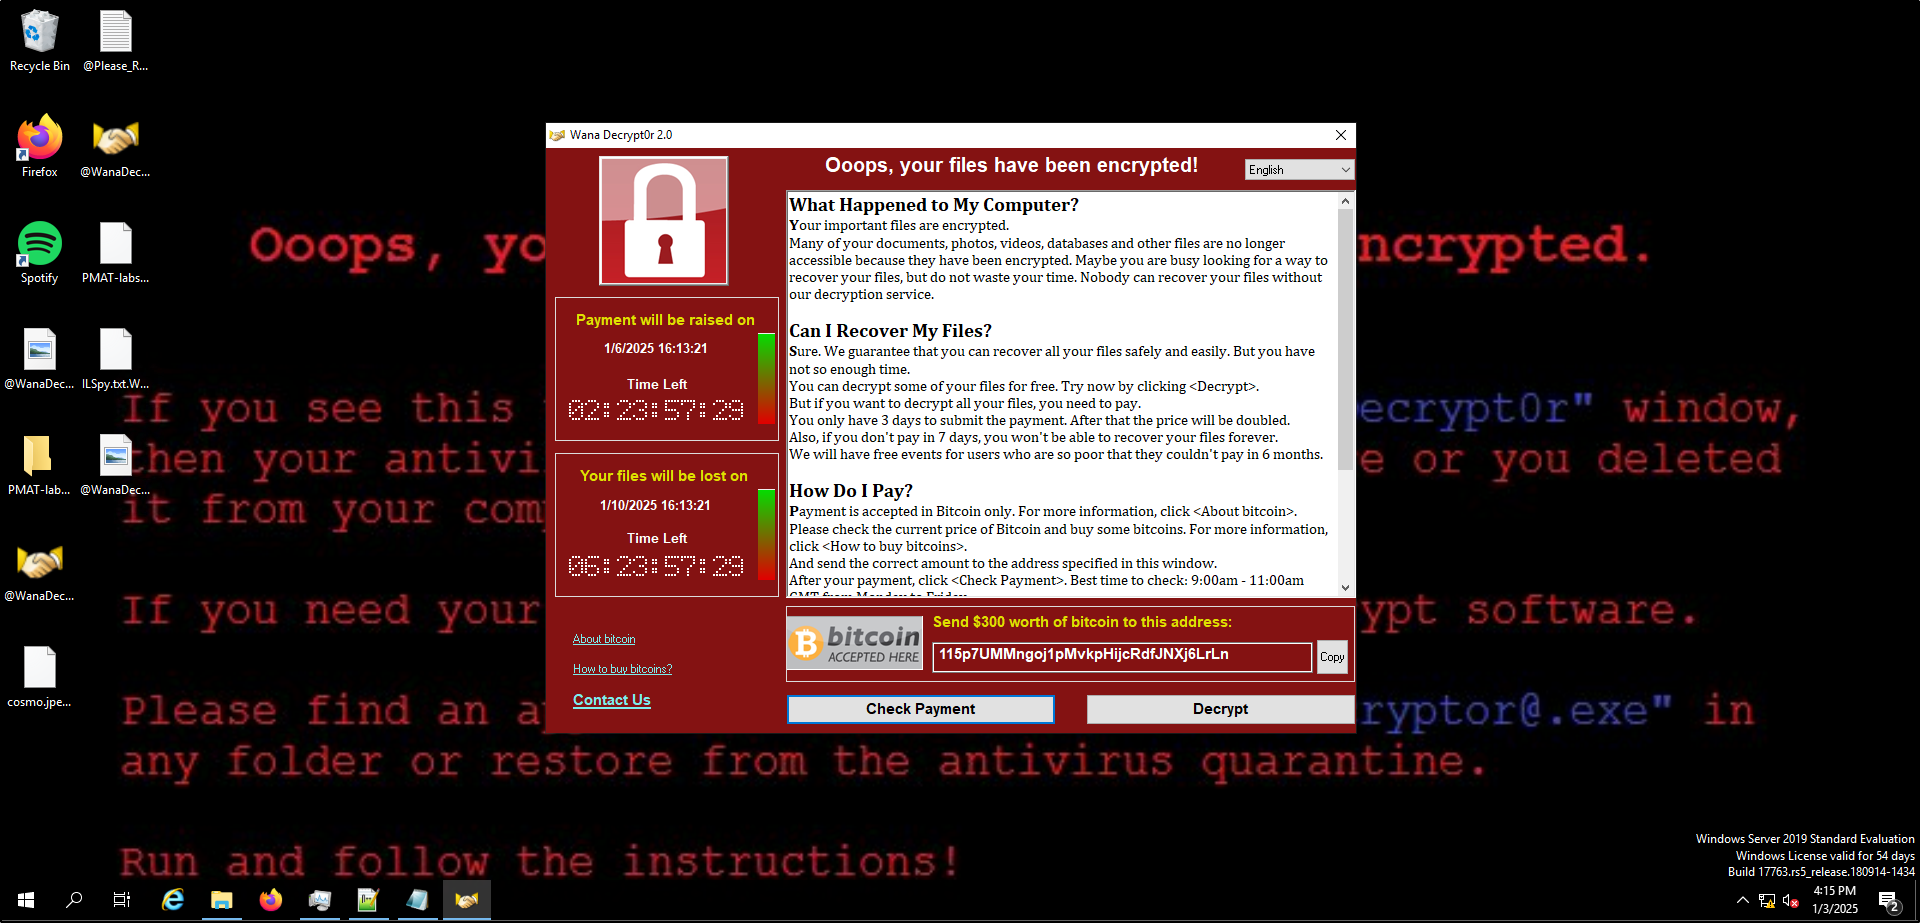 Recycle Bin
@Please_R...
Firefox
@WanaDec...
Spotify
PMAT-labs...
@WanaDec...
ILSpy.txt.W...
PMAT-lab...
@WanaDec...
@WanaDec...
cosmo.jpe...
Ooops, yo
ncrypted.
If you see this
ecrypt0r" window,
then your antivi
e or you deleted
it from your com
If you need your
ypt software.
Please find an a
ryptor@.exe" in
any folder or restore from the antivirus quarantine.
Run and follow the instructions!
Wana Decrypt0r 2.0
Ooops, your files have been encrypted!
English
Payment will be raised on
1/6/2025 16:13:21
Time Left
02:23:57:29
Your files will be lost on
1/10/2025 16:13:21
Time Left
06:23:57:29
About bitcoin
How to buy bitcoins?
Contact Us
What Happened to My Computer?
Your important files are encrypted.
Many of your documents, photos, videos, databases and other files are no longer
accessible because they have been encrypted. Maybe you are busy looking for a way to
recover your files, but do not waste your time. Nobody can recover your files without
our decryption service.
Can I Recover My Files?
Sure. We guarantee that you can recover all your files safely and easily. But you have
not so enough time.
You can decrypt some of your files for free. Try now by clicking <Decrypt>.
But if you want to decrypt all your files, you need to pay.
You only have 3 days to submit the payment. After that the price will be doubled.
Also, if you don't pay in 7 days, you won't be able to recover your files forever.
We will have free events for users who are so poor that they couldn't pay in 6 months.
How Do I Pay?
Payment is accepted in Bitcoin only. For more information, click <About bitcoin>.
Please check the current price of Bitcoin and buy some bitcoins. For more information,
click <How to buy bitcoins>.
And send the correct amount to the address specified in this window.
After your payment, click <Check Payment>. Best time to check: 9:00am - 11:00am
GMT from Monday to Friday
bitcoin
ACCEPTED HERE
Send $300 worth of bitcoin to this address:
115p7UMMngoj1pMvkpHijcRdfJNXj6LrLn
Copy
Check Payment
Decrypt
Windows Server 2019 Standard Evaluation
Windows License valid for 54 days
Build 17763.rs5_release.180914-1434
4:15 PM
1/3/2025
2